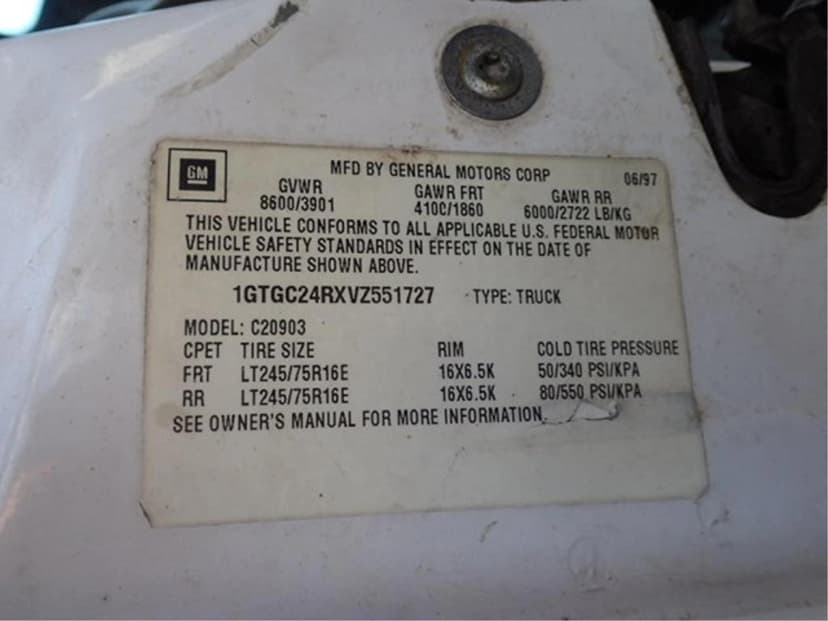 GM
MFD BY GENERAL MOTORS CORP 06/97
GVWR GAWR FRT GAWR RR
8600/3901 4100/1860 6000/2722 LB/KG
THIS VEHICLE CONFORMS TO ALL APPLICABLE U.S. FEDERAL MOTOR
VEHICLE SAFETY STANDARDS IN EFFECT ON THE DATE OF
MANUFACTURE SHOWN ABOVE.
1GTGC24RXVZ551727 TYPE: TRUCK
MODEL: C20903
CPET TIRE SIZE RIM COLD TIRE PRESSURE
FRT LT245/75R16E 16X6.5K 50/340 PSI/KPA
RR LT245/75R16E 16X6.5K 80/550 PSI/KPA
SEE OWNER'S MANUAL FOR MORE INFORMATION.